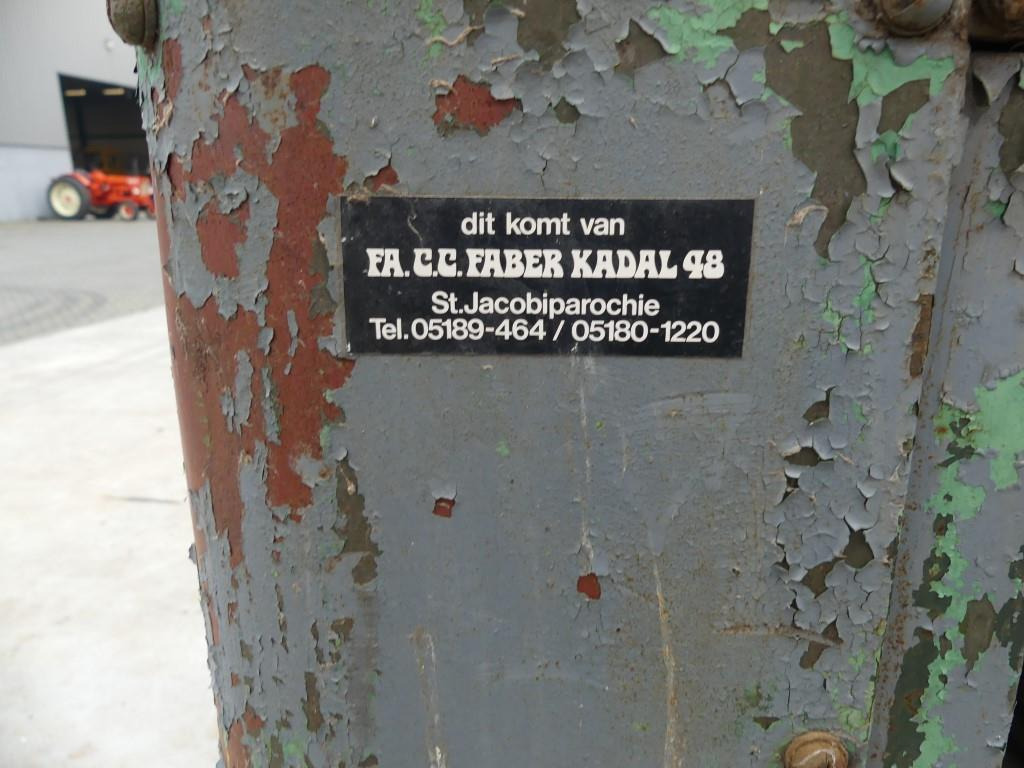 dit komt van
FA. C.C. FABER KADAL 48
St.Jacobiparochie
Tel.05189-464 / 05180-1220